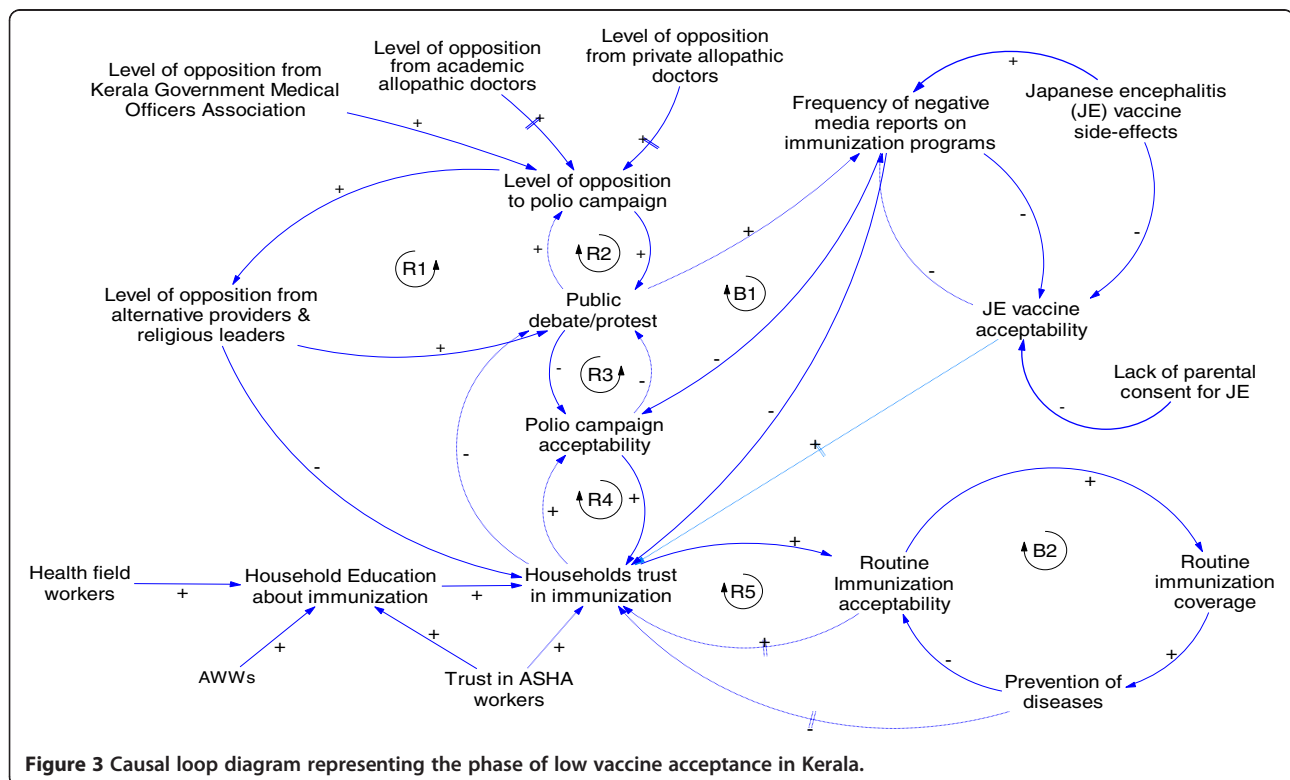 Level of opposition from
Kerala Government Medical
Officers Association
Level of opposition
from academic
allopathic doctors
Level of opposition
from private allopathic
doctors
Frequency of negative
media reports on
immunization programs
Japanese encephalitis
(JE) vaccine
side-effects
+
+
+
+
Level of opposition
to polio campaign
+
R1
+
R2
+
+
-
-
Level of opposition from
alternative providers &
religious leaders
Public
debate/protest
B1
-
JE vaccine
acceptability
+
-
R3
-
-
Lack of parental
consent for JE
-
Polio campaign
acceptability
-
-
-
+
R4
+
+
+
Health field
workers
+
Household Education
about immunization
+
Households trust
in immunization
+
R5
Routine
Immunization
acceptability
B2
Routine
immunization
coverage
+
AWWs
+
+
Trust in ASHA
workers
+
-
+
Prevention of
diseases
-
Figure 3 Causal loop diagram representing the phase of low vaccine acceptance in Kerala.